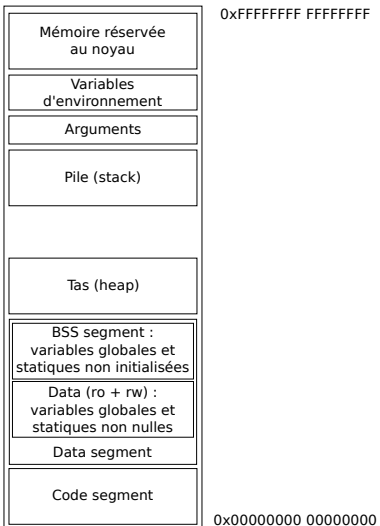 0xFFFFFFFF FFFFFFFF
Mémoire réservée
au noyau
Variables
d'environnement
Arguments
Pile (stack)
Tas (heap)
BSS segment :
variables globales et
statiques non initialisées
Data (ro + rw) :
variables globales et
statiques non nulles
Data segment
Code segment
0x00000000 00000000